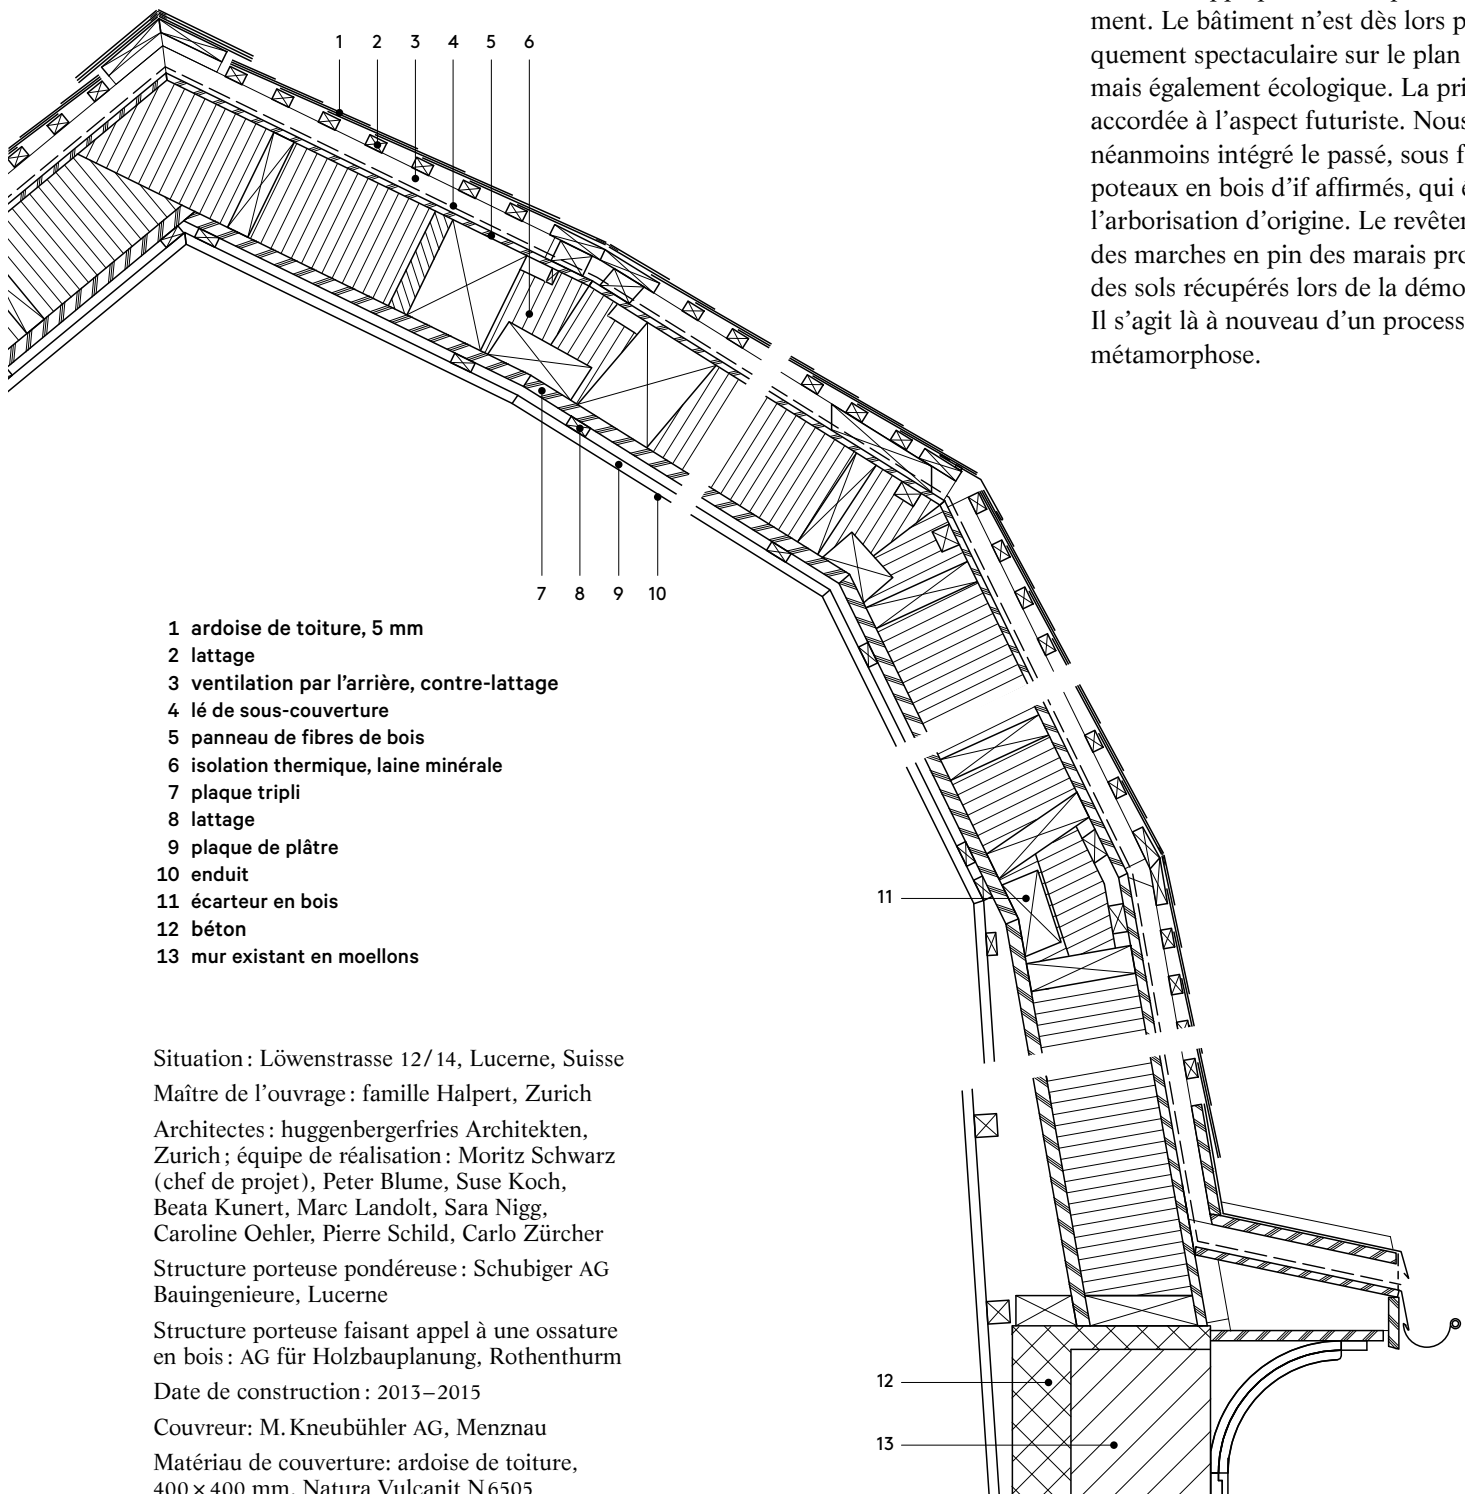 ment. Le bâtiment n’est dès lors p
quement spectaculaire sur le plan
mais également écologique. La pri
accordée à l’aspect futuriste. Nous
néanmoins intégré le passé, sous f
poteaux en bois d’if affirmés, qui é
l’arborisation d’origine. Le revêter
des marches en pin des marais pro
des sols récupérés lors de la démo
Il s’agit là à nouveau d’un process
métamorphose.
1 2 3 4 5 6
7 8 9 10
1 ardoise de toiture, 5 mm
2 lattage
3 ventilation par l’arrière, contre-lattage
4 lé de sous-couverture
5 panneau de fibres de bois
6 isolation thermique, laine minérale
7 plaque tripli
8 lattage
9 plaque de plâtre
10 enduit
11 écarteur en bois
12 béton
13 mur existant en moellons
11
12
13
Situation : Löwenstrasse 12/14, Lucerne, Suisse
Maître de l’ouvrage : famille Halpert, Zurich
Architectes : huggenbergerfries Architekten,
Zurich ; équipe de réalisation : Moritz Schwarz
(chef de projet), Peter Blume, Suse Koch,
Beata Kunert, Marc Landolt, Sara Nigg,
Caroline Oehler, Pierre Schild, Carlo Zürcher
Structure porteuse pondéreuse : Schubiger AG
Bauingenieure, Lucerne
Structure porteuse faisant appel à une ossature
en bois : AG für Holzbauplanung, Rothenthurm
Date de construction : 2013–2015
Couvreur: M. Kneubühler AG, Menznau
Matériau de couverture: ardoise de toiture,
400 × 400 mm, Natura Vulcanit N 6505